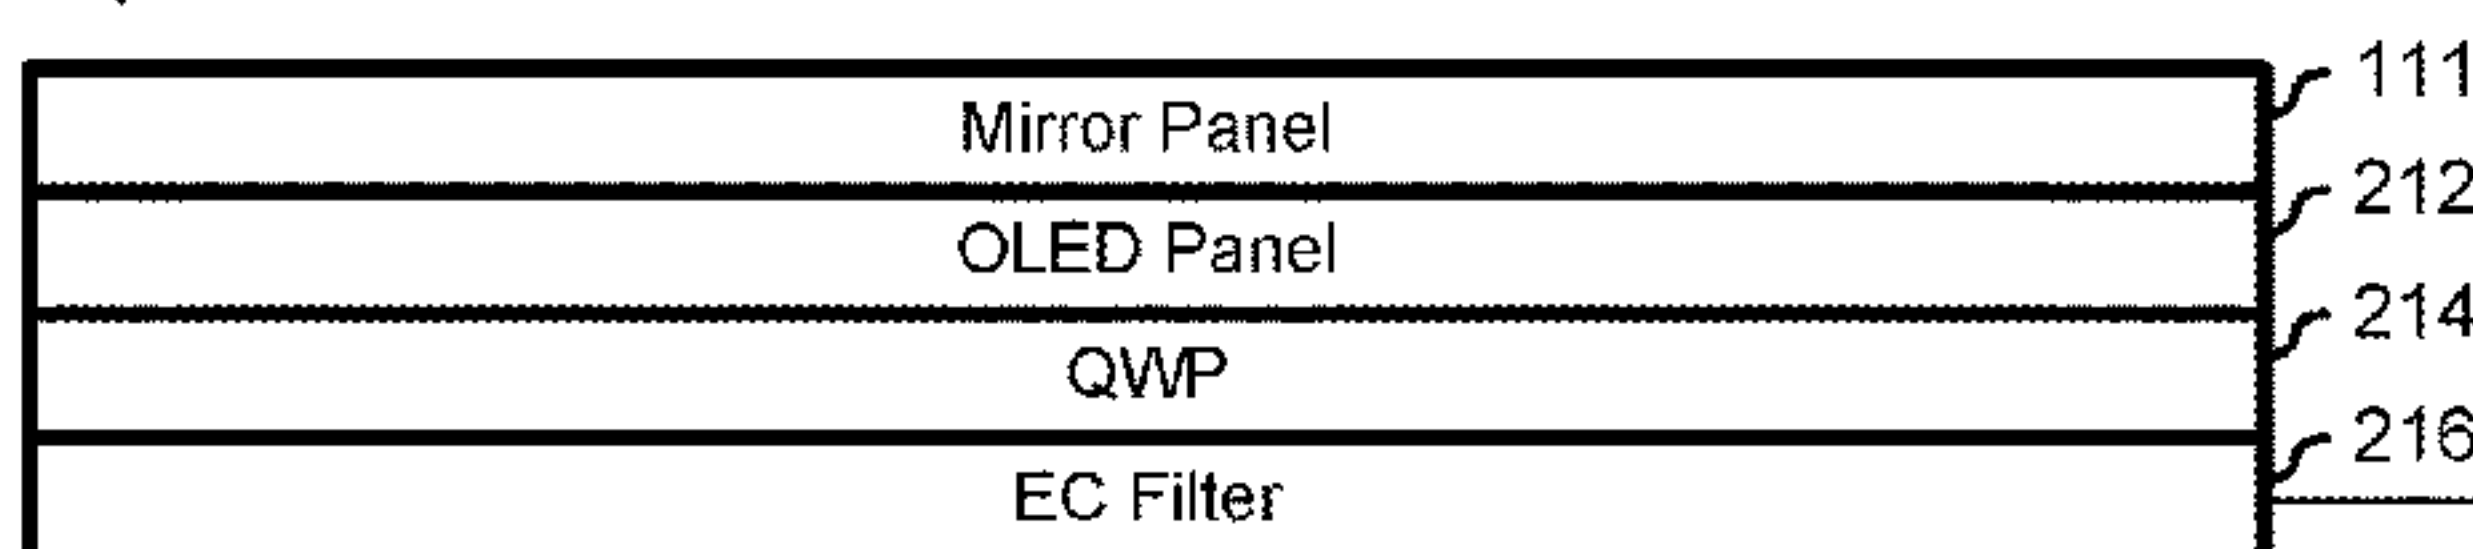 111
Mirror Panel
212
OLED Panel
214
QWP
216
EC Filter